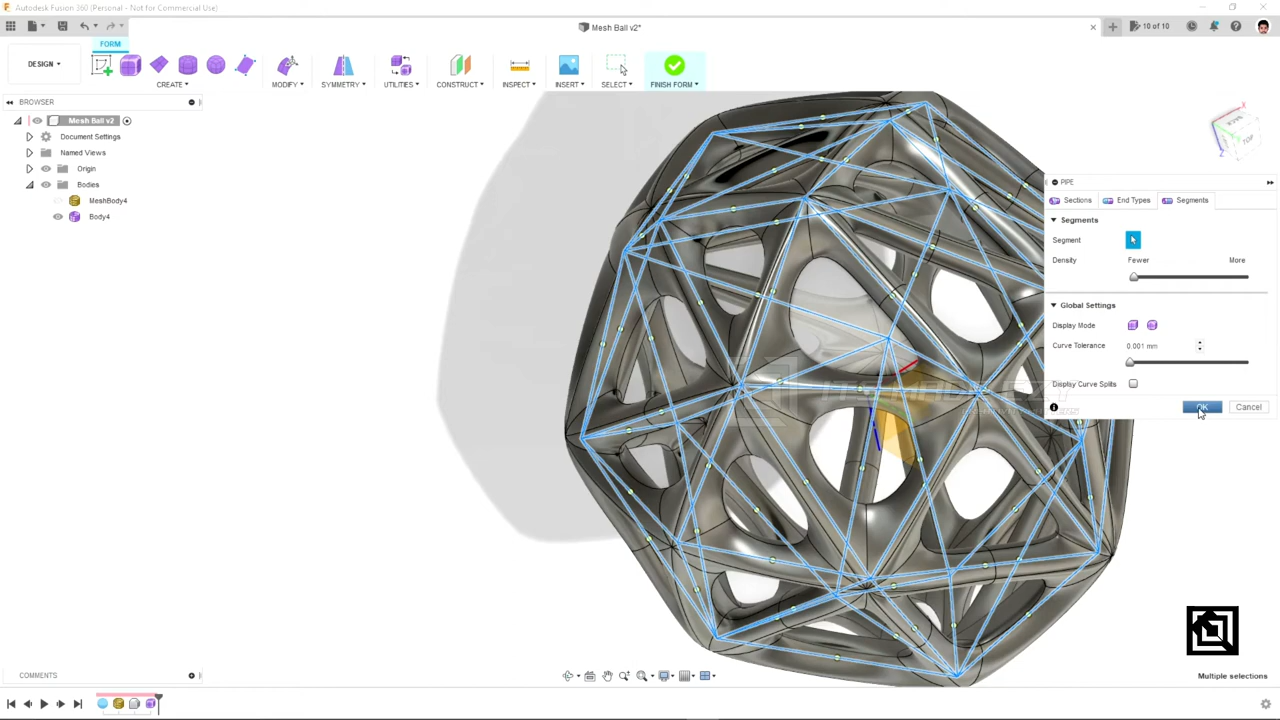 Autodesk Fusion 360 (Personal - Not for Commercial Use)
Mesh Ball v2*
10 of 10
FORM
DESIGN
CREATE
MODIFY
SYMMETRY
UTILITIES
CONSTRUCT
INSPECT
INSERT
SELECT
FINISH FORM
BROWSER
Mesh Ball v2
Document Settings
Named Views
Origin
Bodies
MeshBody4
Body4
BACK
TOP
X
Z
PIPE
Sections
End Types
Segments
Segments
Segment
Density
Fewer
More
Global Settings
Display Mode
Curve Tolerance
0.001 mm
Display Curve Splits
OK
Cancel
COMMENTS
Multiple selections